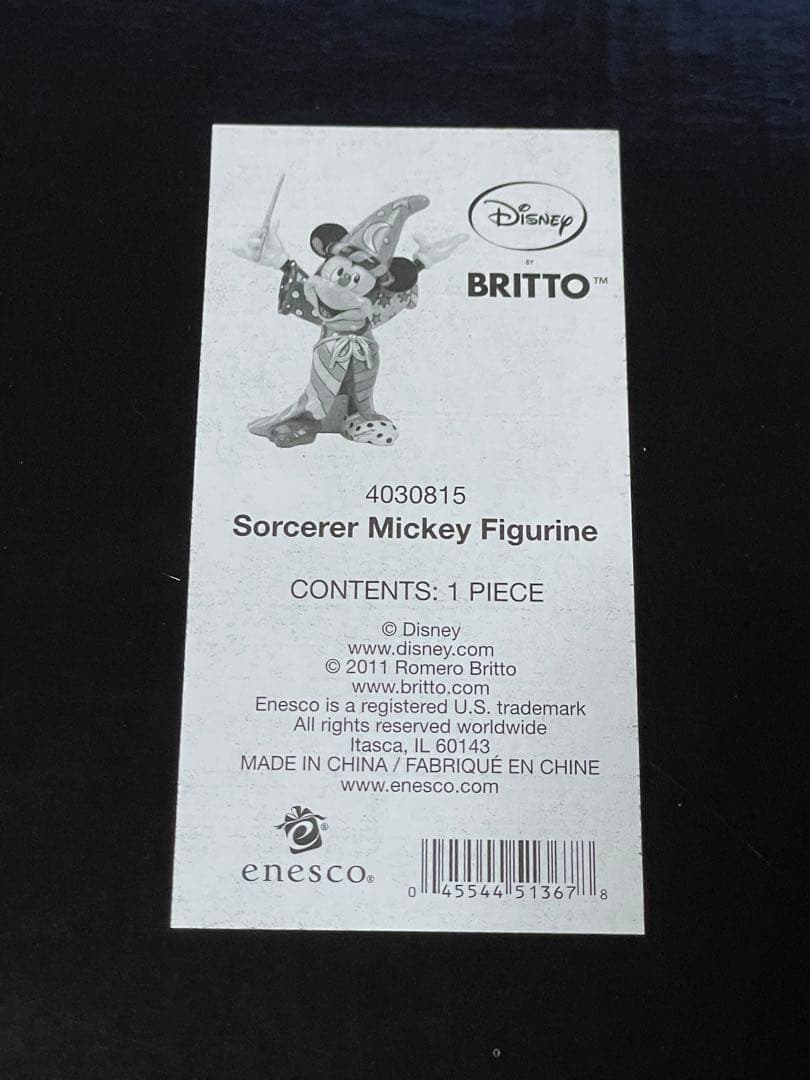 Disney
BY
BRITTO™
4030815
Sorcerer Mickey Figurine
CONTENTS: 1 PIECE
© Disney
www.disney.com
© 2011 Romero Britto
www.britto.com
Enesco is a registered U.S. trademark
All rights reserved worldwide
Itasca, IL 60143
MADE IN CHINA / FABRIQUÉ EN CHINE
www.enesco.com
enesco®
0 45544 51367 8